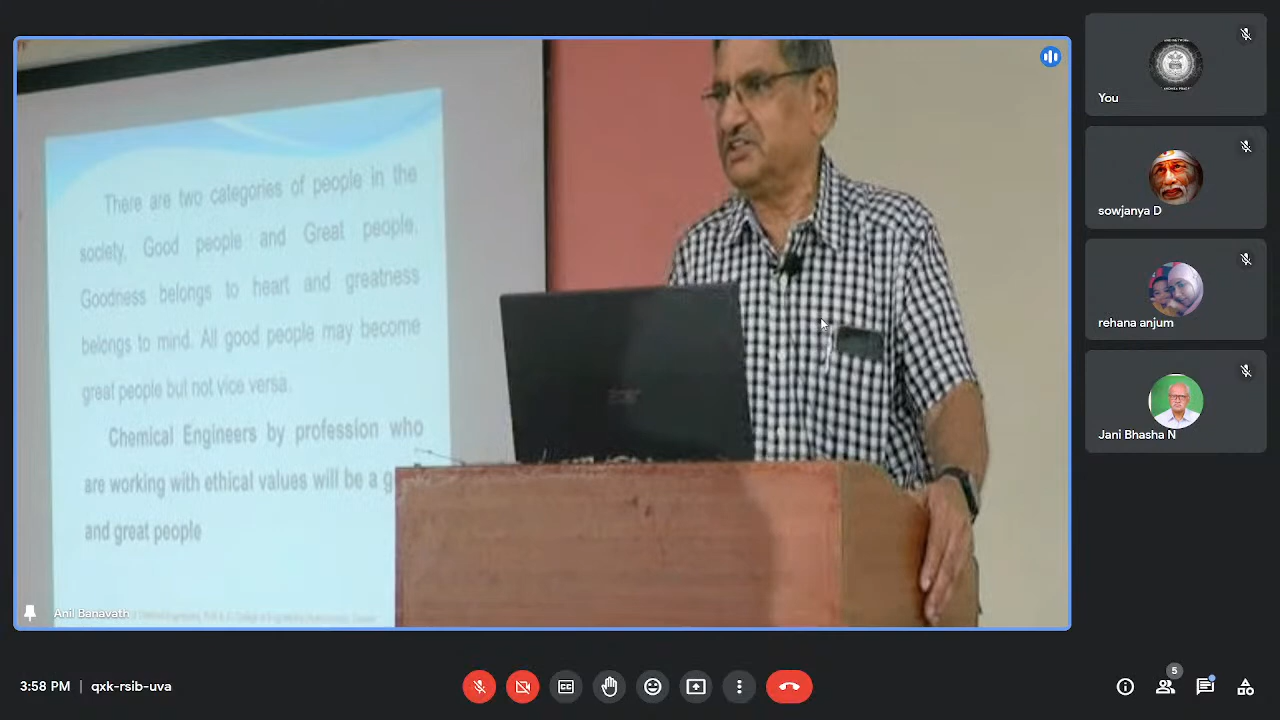 There are two categories of people in the
society, Good people and Great people.
Goodness belongs to heart and greatness
belongs to mind. All good people may become
great people but not vice versa.
Chemical Engineers by profession who
are working with ethical values will be a g
and great people
acer
Anil Banavath
You
sowjanya D
rehana anjum
Jani Bhasha N
3:58 PM | qxk-rsib-uva
5